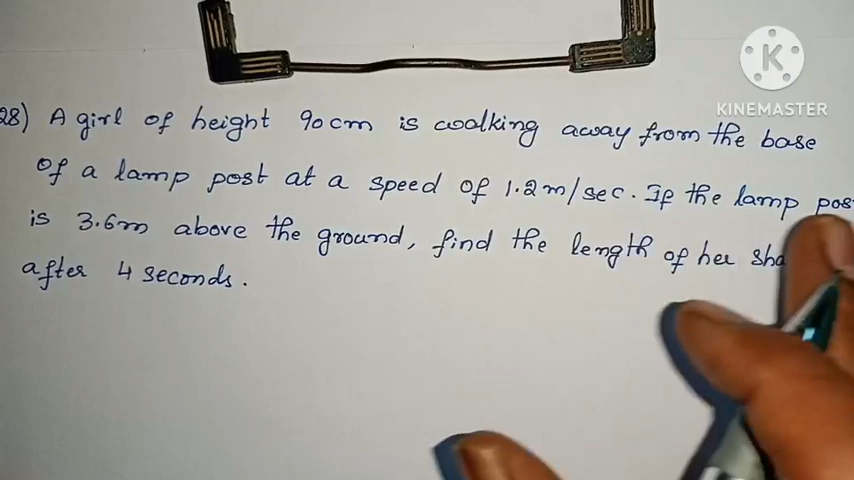 KINEMASTER
28) A girl of height 90cm is walking away from the base
of a lamp post at a speed of 1.2m/sec. If the lamp post
is 3.6m above the ground, find the length of her sha
after 4 seconds.